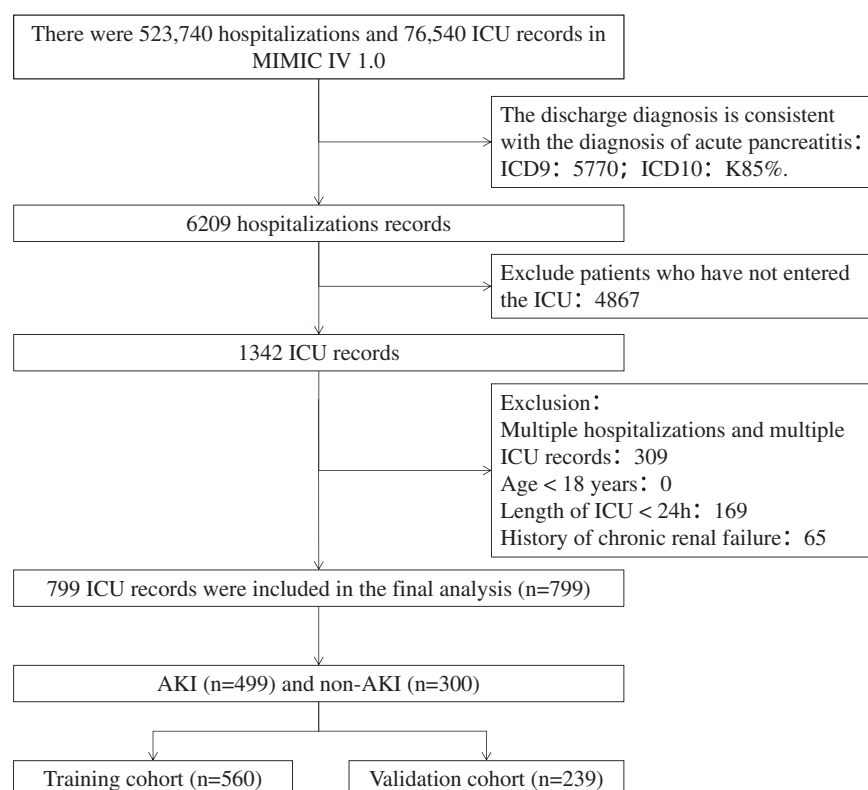 There were 523,740 hospitalizations and 76,540 ICU records in
MIMIC IV 1.0
The discharge diagnosis is consistent
with the diagnosis of acute pancreatitis：
ICD9：5770；ICD10：K85%.
6209 hospitalizations records
Exclude patients who have not entered
the ICU：4867
1342 ICU records
Exclusion：
Multiple hospitalizations and multiple
ICU records：309
Age < 18 years：0
Length of ICU < 24h：169
History of chronic renal failure：65
799 ICU records were included in the final analysis (n=799)
AKI (n=499) and non-AKI (n=300)
Training cohort (n=560)
Validation cohort (n=239)